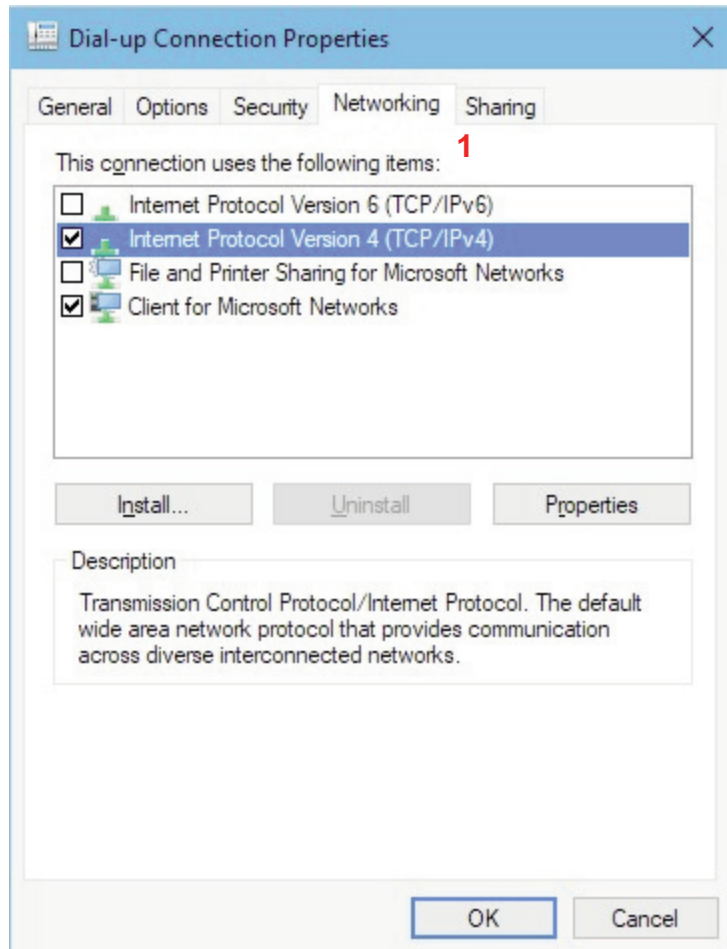 Dial-up Connection Properties
General Options Security Networking Sharing
1
This connection uses the following items:
Internet Protocol Version 6 (TCP/IPv6)
Internet Protocol Version 4 (TCP/IPv4)
File and Printer Sharing for Microsoft Networks
Client for Microsoft Networks
Install... Uninstall Properties
Description
Transmission Control Protocol/Internet Protocol. The default
wide area network protocol that provides communication
across diverse interconnected networks.
OK Cancel